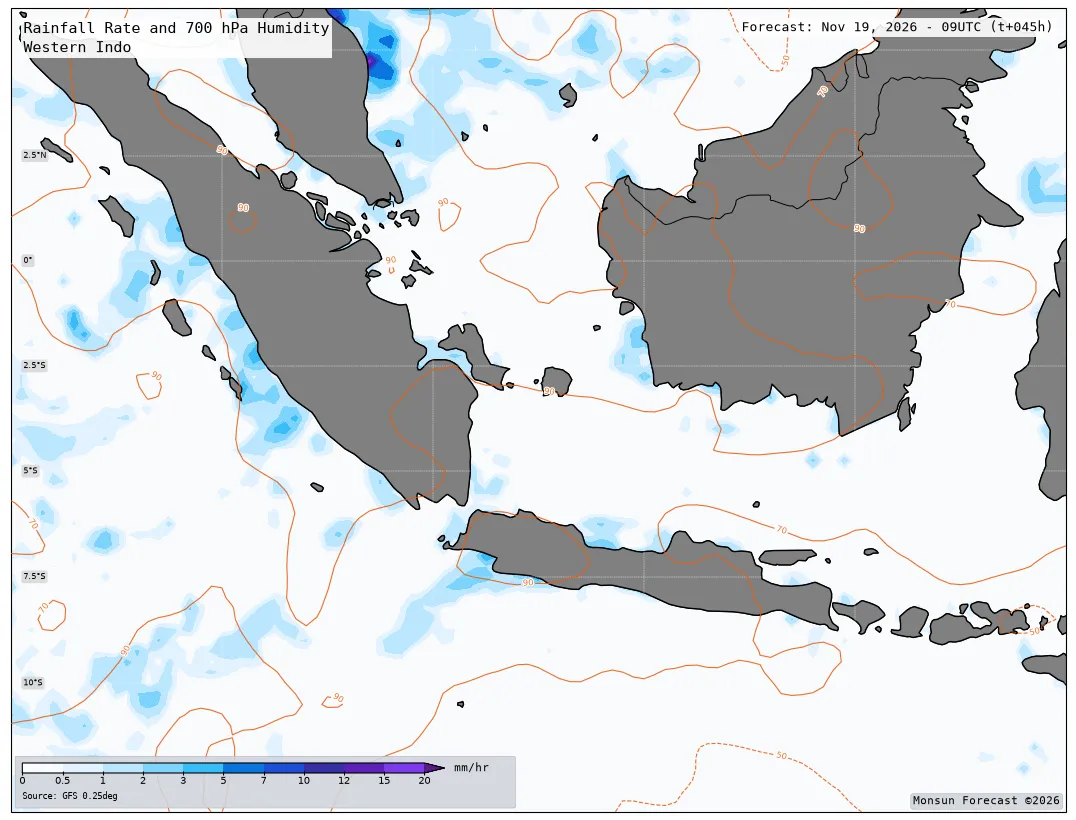 Rainfall Rate and 700 hPa Humidity
Western Indo
Forecast: Nov 19, 2026 - 09UTC (t+045h)
50
70
90
2.5°N
90
90
90
90
0°
90
70
2.5°S
90
90
5°S
70
70
7.5°S
90
70
50
90
10°S
90
50
mm/hr
0 0.5 1 2 3 5 7 10 12 15 20
Source: GFS 0.25deg
Monsun Forecast ©2026